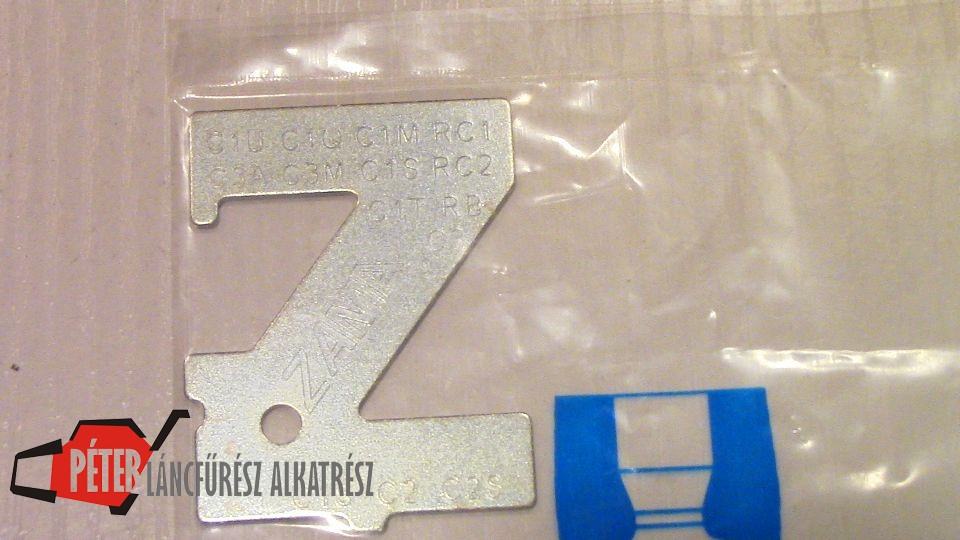 C1U C1Q C1M RC1
C3A C3M C1S RC2
C1T RB
ZAMA
C2 C2S
PÉTER LÁNCFŰRÉSZ ALKATRÉSZ